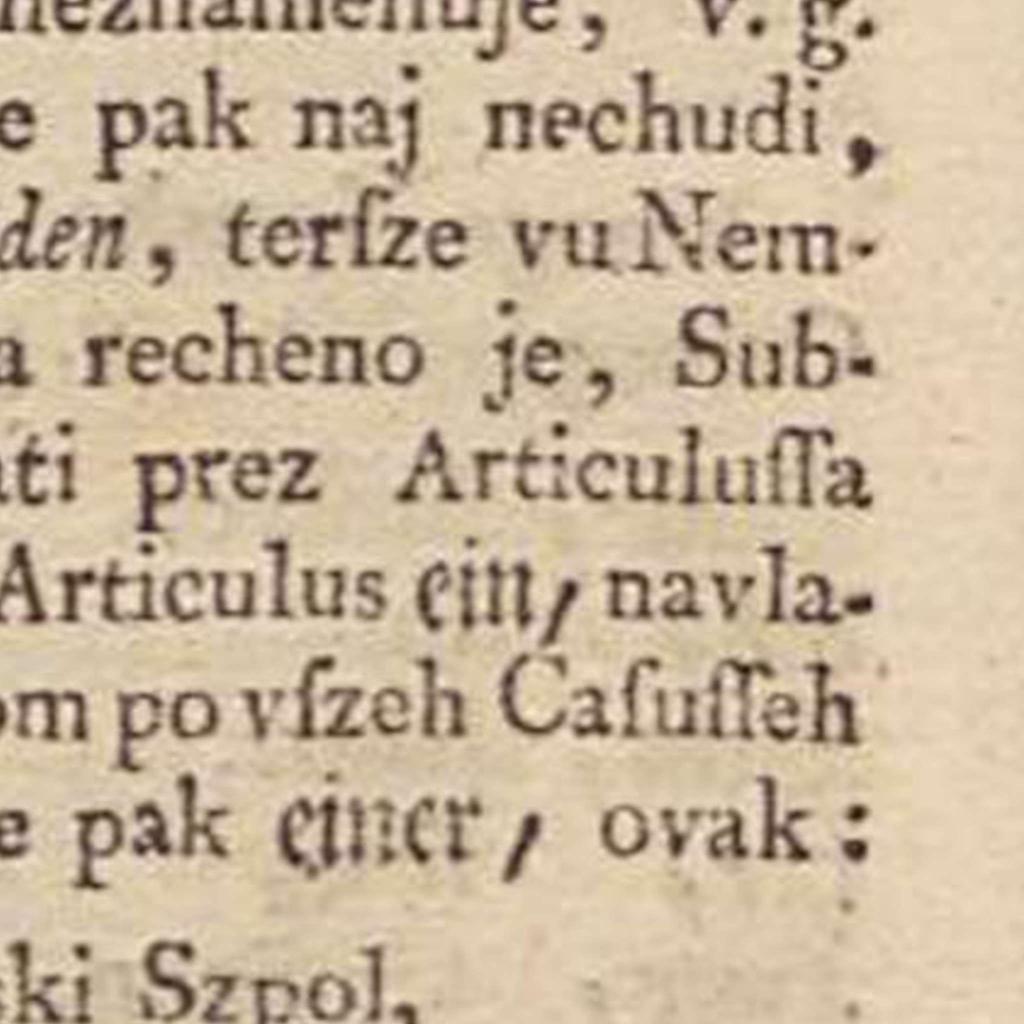 neznamenuje, v. g.
e pak naj nechudi,
den, terſze vu Nem-
a recheno je, Sub-
ti prez Articuluſſa
Articulus ein, navla-
om po vſzeh Caſuſſeh
e pak einer, ovak:
ski Szpol,